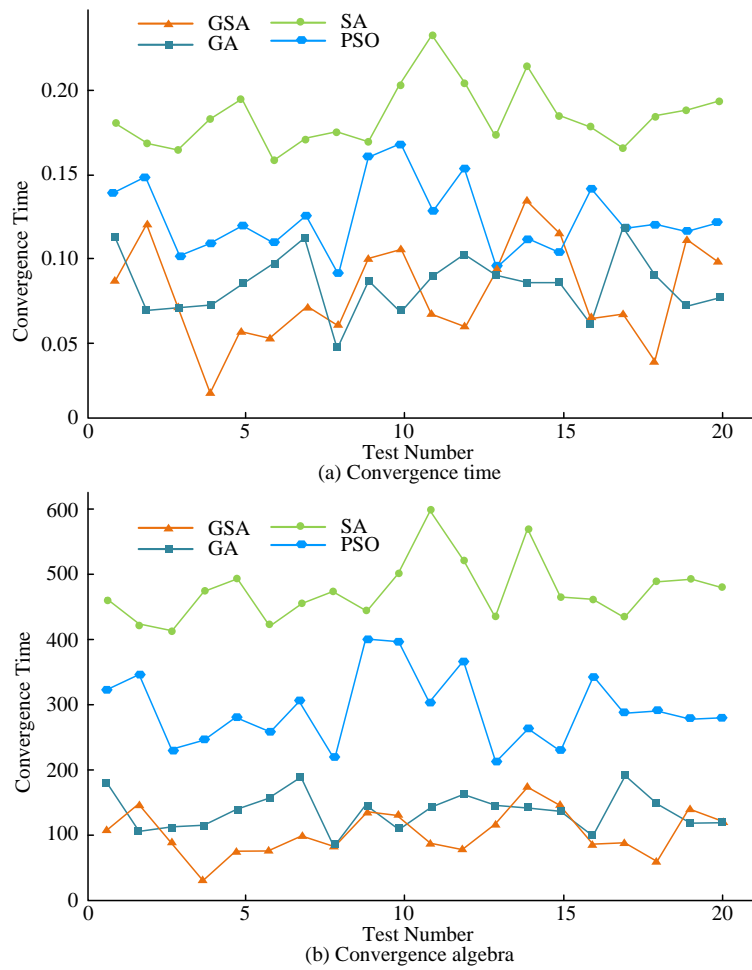 GSA SA
GA PSO
0.20
0.15
0.10
0.05
0
Convergence Time
0 5 10 15 20
Test Number
(a) Convergence time
600
500
400
300
200
100
0
Convergence Time
GSA SA
GA PSO
0 5 10 15 20
Test Number
(b) Convergence algebra